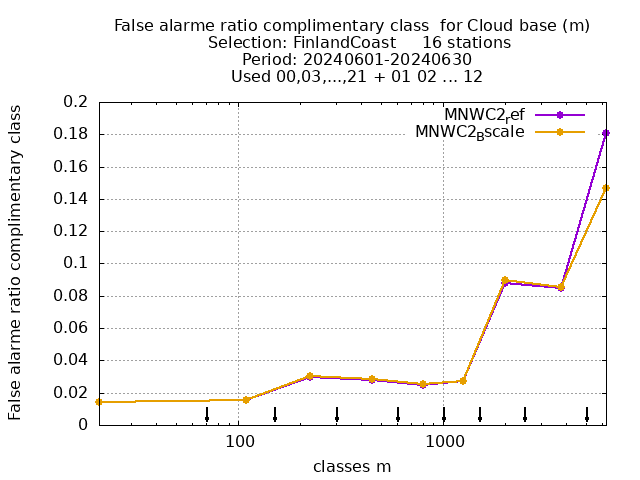 False alarme ratio complimentary class  for Cloud base (m)
Selection: FinlandCoast     16 stations
Period: 20240601-20240630
Used 00,03,...,21 + 01 02 ... 12
False alarme ratio complimentary class
0.2
0.18
0.16
0.14
0.12
0.1
0.08
0.06
0.04
0.02
0
MNWC2ref
MNWC2Bscale
100
1000
classes m